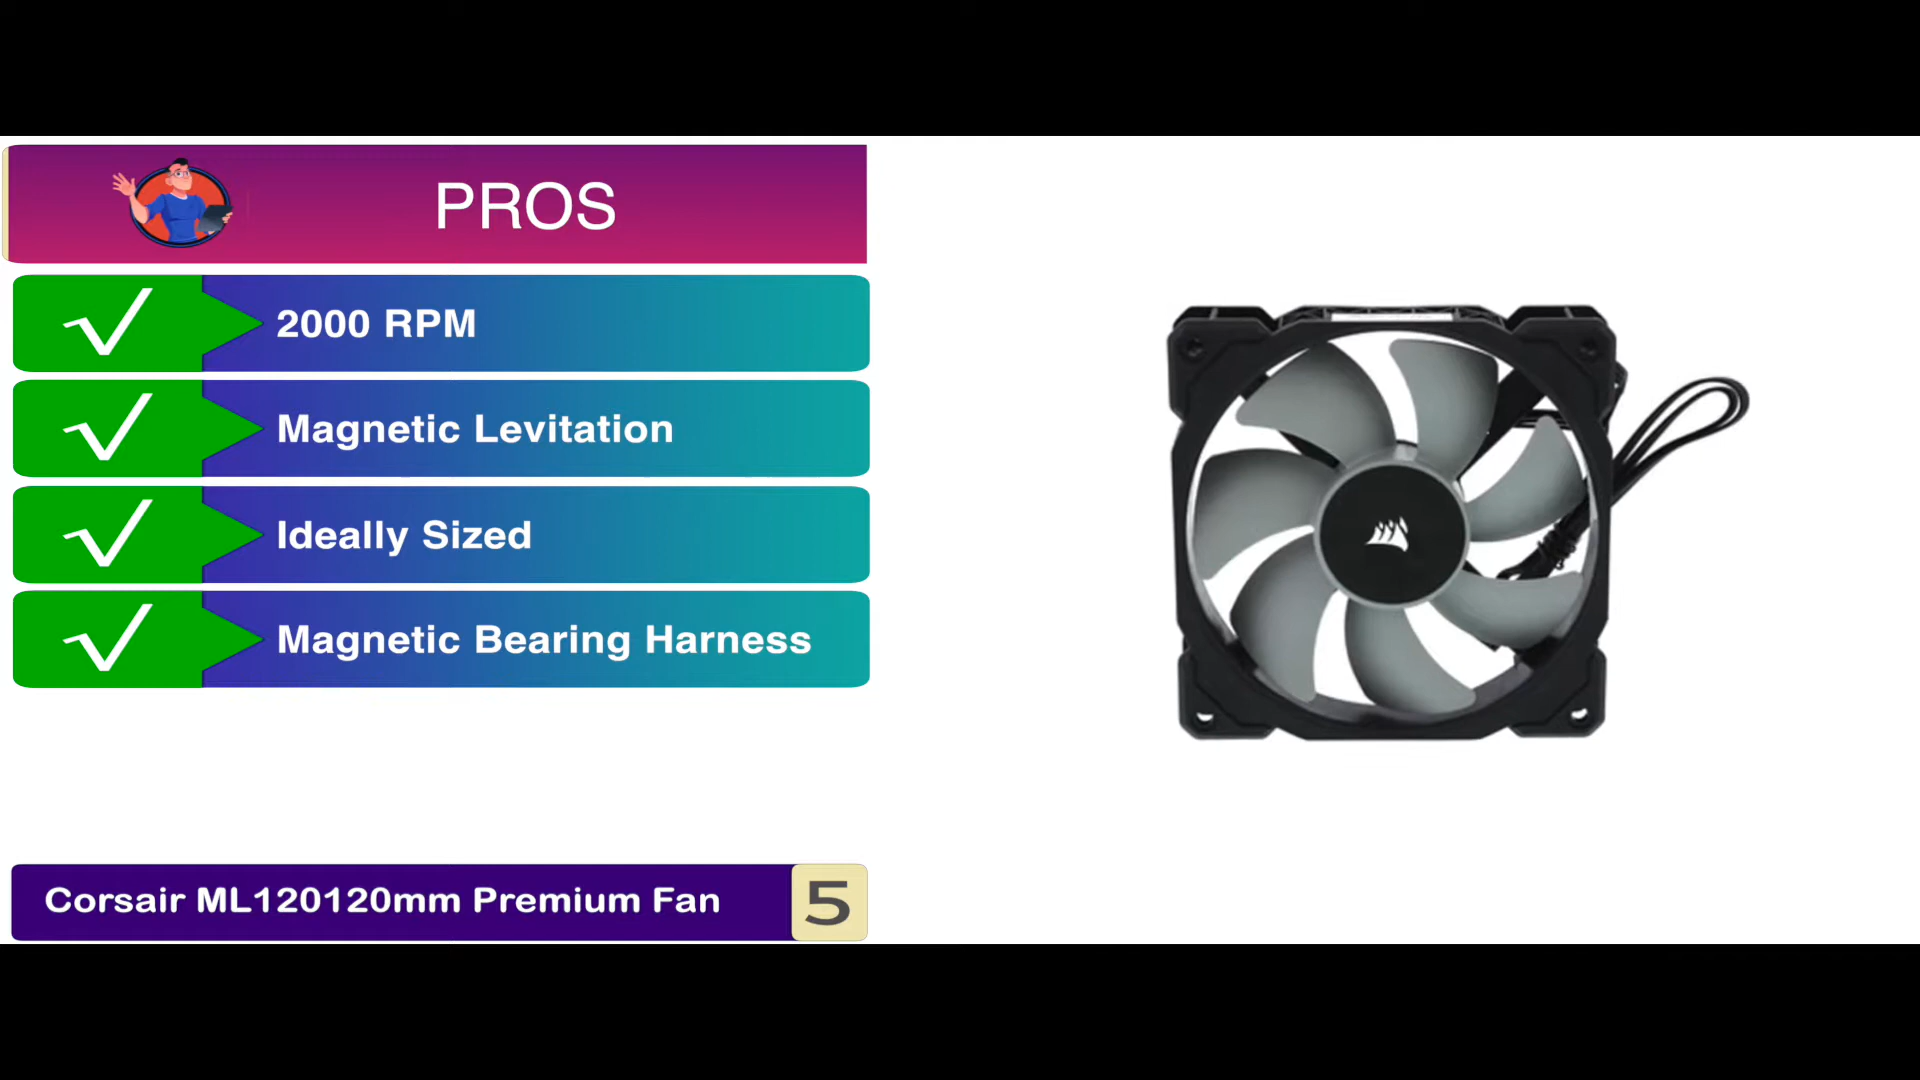 PROS
2000 RPM
Magnetic Levitation
Ideally Sized
Magnetic Bearing Harness
Corsair ML120120mm Premium Fan
5